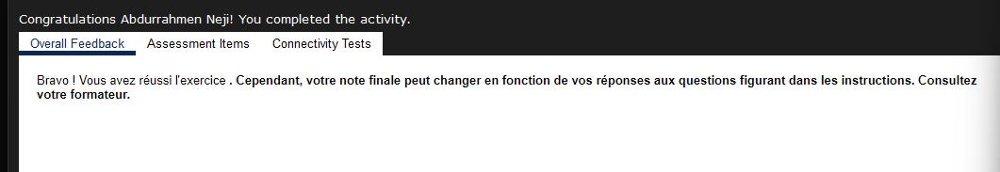 Congratulations Abdurrahmen Neji! You completed the activity.
Overall Feedback Assessment Items Connectivity Tests
Bravo ! Vous avez réussi l'exercice . Cependant, votre note finale peut changer en fonction de vos réponses aux questions figurant dans les instructions. Consultez
votre formateur.